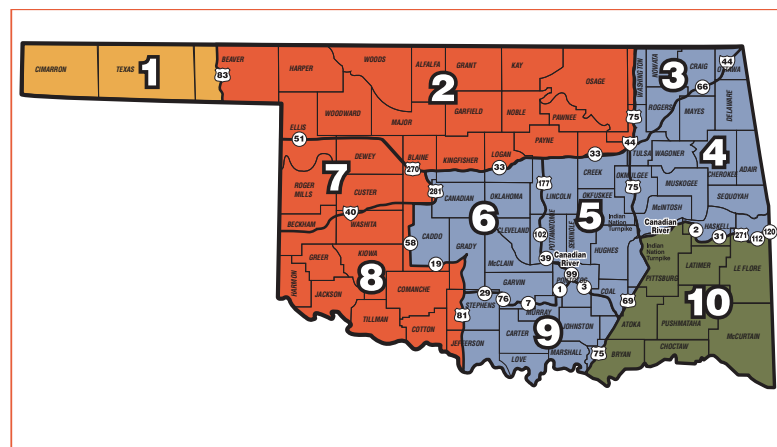 CIMARRON
TEXAS
1
83
BEAVER
HARPER
WOODS
ALFALFA
GRANT
KAY
OSAGE
2
WOODWARD
MAJOR
GARFIELD
NOBLE
PAWNEE
PAYNE
WASHINGTON
NOWATA
CRAIG
OTTAWA
44
3
66
ROGERS
MAYES
DELAWARE
75
44
ELLIS
51
DEWEY
BLAINE
270
KINGFISHER
LOGAN
33
33
7
ROGER
MILLS
CUSTER
BECKHAM
40
WASHITA
281
CANADIAN
OKLAHOMA
6
177
LINCOLN
CREEK
OKFUSKEE
OKMULGEE
TULSA
WAGONER
4
CHEROKEE
ADAIR
75
MUSKOGEE
SEQUOYAH
McINTOSH
5
Indian
Nation
Turnpike
Canadian
River
HASKELL
2
31
271
112
120
58
CADDO
GRADY
CLEVELAND
McCLAIN
102
POTTAWATOMIE
SEMINOLE
HUGHES
39
Canadian
River
99
19
GREER
KIOWA
8
HARMON
JACKSON
COMANCHE
TILLMAN
COTTON
GARVIN
29
76
7
1
3
COAL
69
STEPHENS
81
MURRAY
JEFFERSON
CARTER
9
JOHNSTON
LOVE
MARSHALL
75
BRYAN
Indian
Nation
Turnpike
PITTSBURG
LATIMER
LE FLORE
10
ATOKA
PUSHMATAHA
CHOCTAW
McCURTAIN